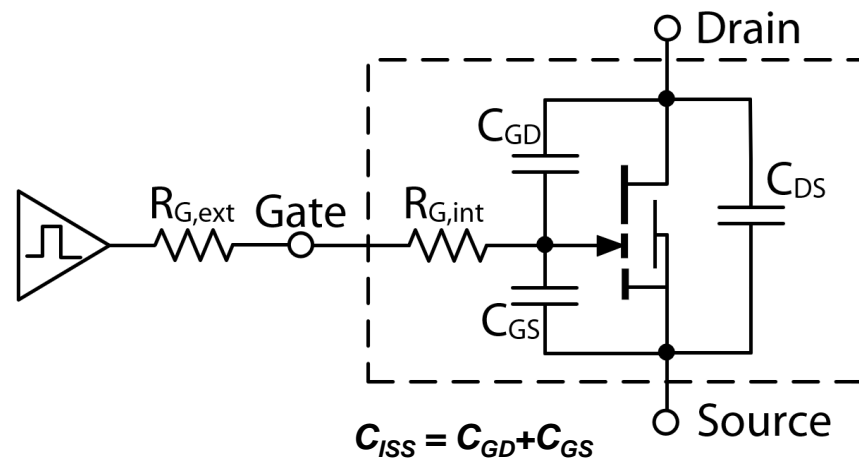 Drain
C_GD
C_DS
R_G,ext
Gate
R_G,int
C_GS
Source
C_ISS = C_GD+C_GS